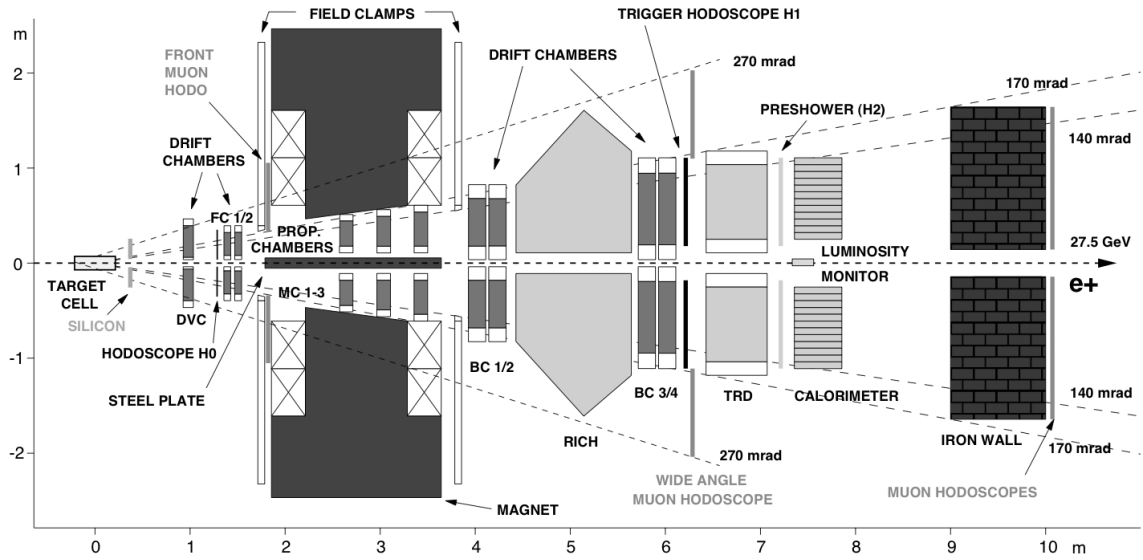 m
FIELD CLAMPS
TRIGGER HODOSCOPE H1
FRONT
MUON
HODO
DRIFT CHAMBERS
270 mrad
170 mrad
2
PRESHOWER (H2)
DRIFT
CHAMBERS
140 mrad
1
FC 1/2
PROP.
CHAMBERS
LUMINOSITY
27.5 GeV
0
MONITOR
e+
TARGET
CELL
SILICON
DVC
MC 1-3
HODOSCOPE H0
-1
BC 1/2
STEEL PLATE
BC 3/4
TRD
CALORIMETER
140 mrad
RICH
IRON WALL
170 mrad
-2
270 mrad
WIDE ANGLE
MUON HODOSCOPE
MUON HODOSCOPES
MAGNET
0 1 2 3 4 5 6 7 8 9 10 m